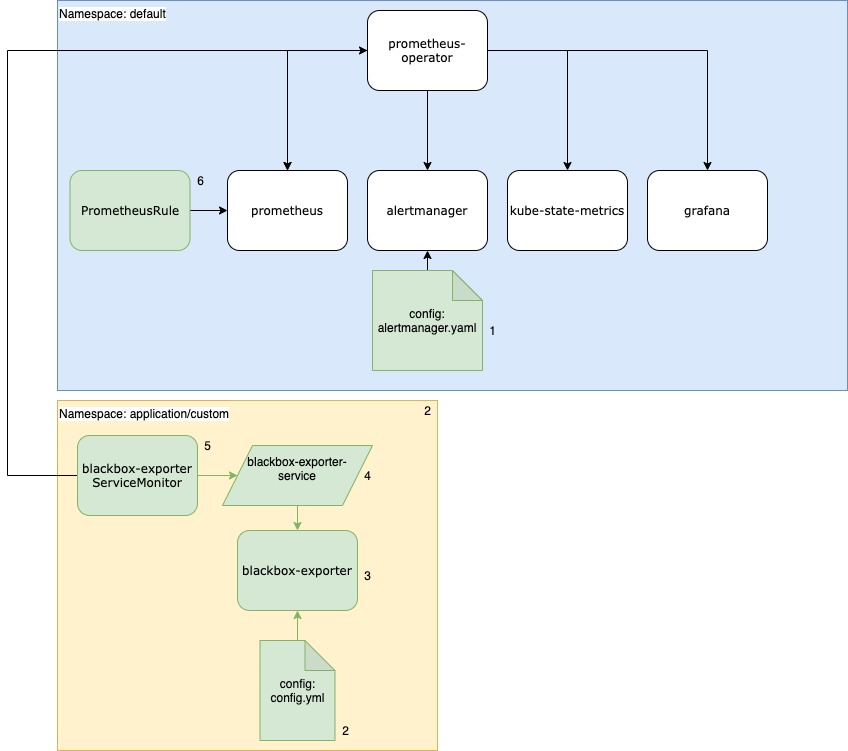 Namespace: default
prometheus-
operator
PrometheusRule
6
prometheus
alertmanager
kube-state-metrics
grafana
config:
alertmanager.yaml
1
Namespace: application/custom
2
blackbox-exporter
ServiceMonitor
5
blackbox-exporter-
service
4
blackbox-exporter
3
config:
config.yml
2